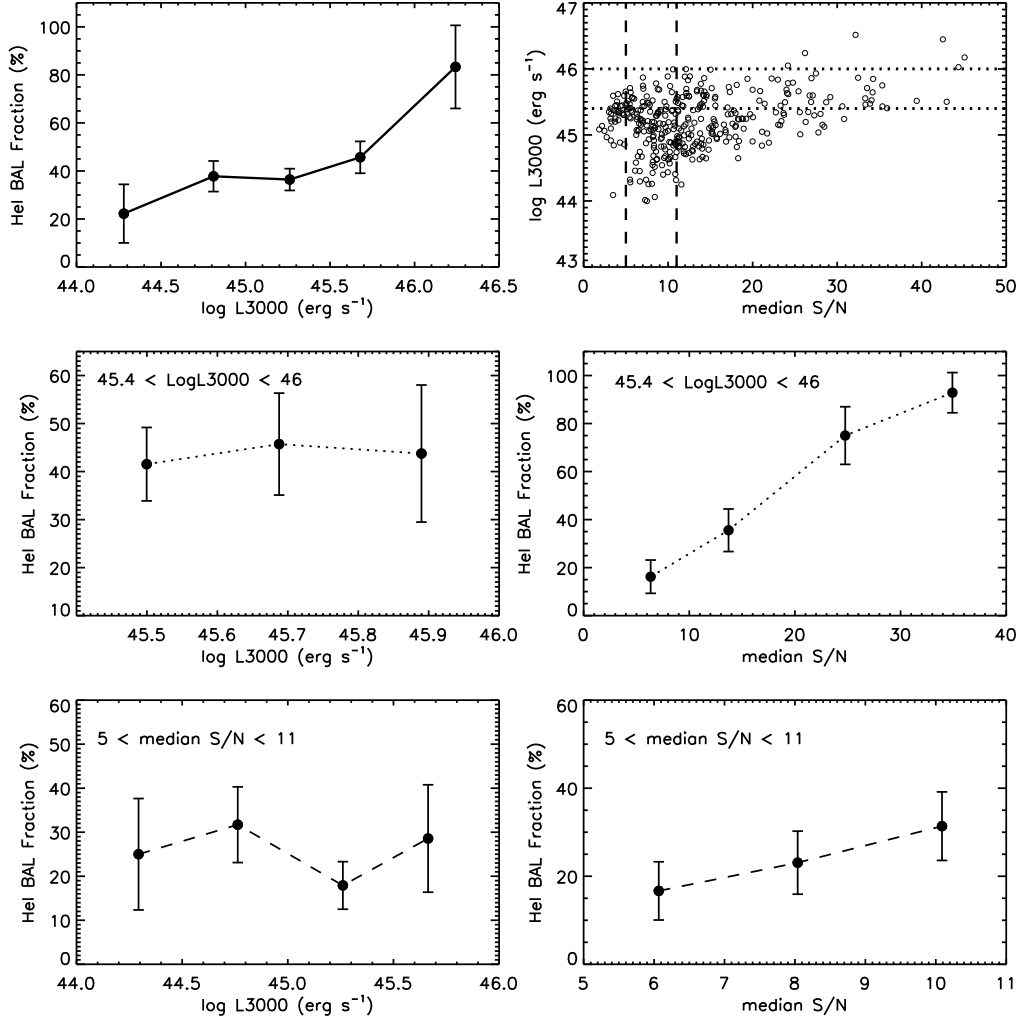 HeI BAL Fraction (%)
100
80
60
40
20
0
44.0 44.5 45.0 45.5 46.0 46.5
log L3000 (erg s⁻¹)
log L3000 (erg s⁻¹)
47
46
45
44
43
0 10 20 30 40 50
median S/N
45.4 < LogL3000 < 46
HeI BAL Fraction (%)
60
50
40
30
20
10
45.5 45.6 45.7 45.8 45.9 46.0
log L3000 (erg s⁻¹)
45.4 < LogL3000 < 46
HeI BAL Fraction (%)
100
80
60
40
20
0
0 10 20 30 40
median S/N
5 < median S/N < 11
HeI BAL Fraction (%)
60
50
40
30
20
10
0
44.0 44.5 45.0 45.5 46.0
log L3000 (erg s⁻¹)
5 < median S/N < 11
HeI BAL Fraction (%)
60
50
40
30
20
10
0
5 6 7 8 9 10 11
median S/N